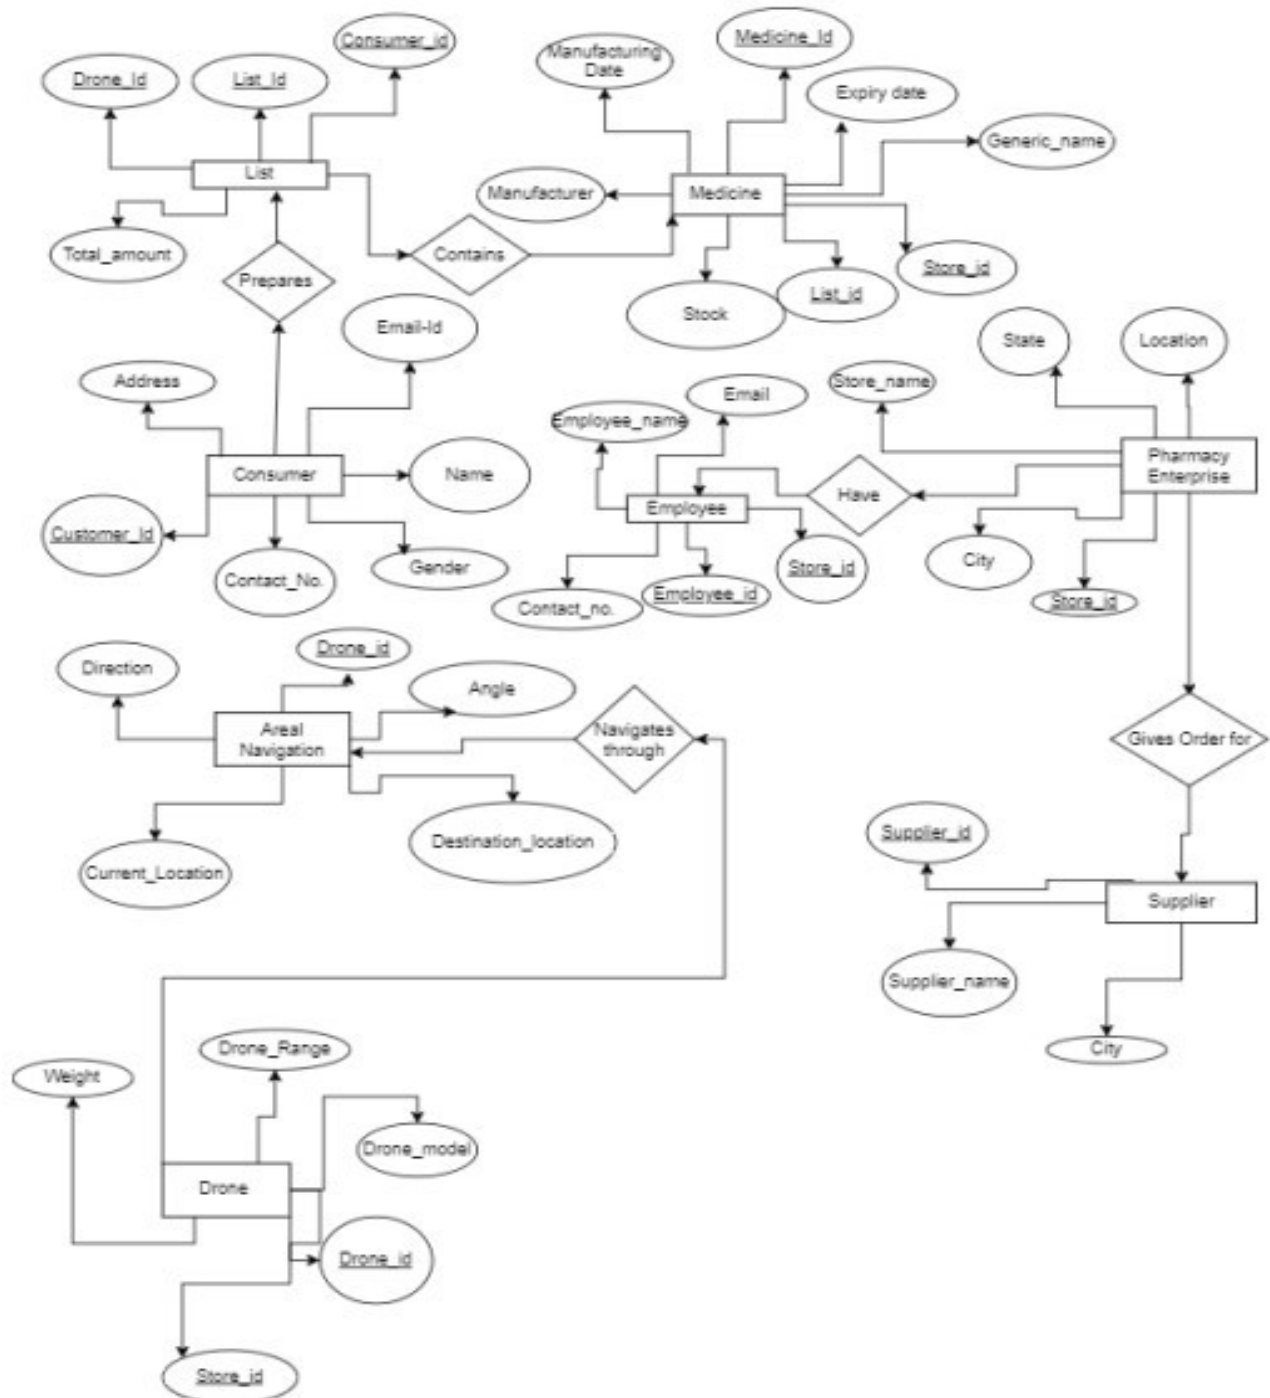 Consumer_id
Medicine_Id
Manufacturing
Date
Drone_Id
List_Id
Expiry date
Generic_name
List
Manufacturer
Medicine
Total_amount
Contains
Store_id
Prepares
List_id
Stock
Email-Id
State
Location
Address
Store_name
Email
Employee_name
Consumer
Name
Pharmacy
Enterprise
Have
Employee
Customer_Id
City
Gender
Store_id
Contact_No.
Employee_id
Contact_no.
Store_id
Drone_id
Direction
Angle
Areal
Navigation
Navigates
through
Gives Order for
Supplier_id
Destination_location
Current_Location
Supplier
Supplier_name
Drone_Range
City
Weight
Drone_model
Drone
Drone_id
Store_id